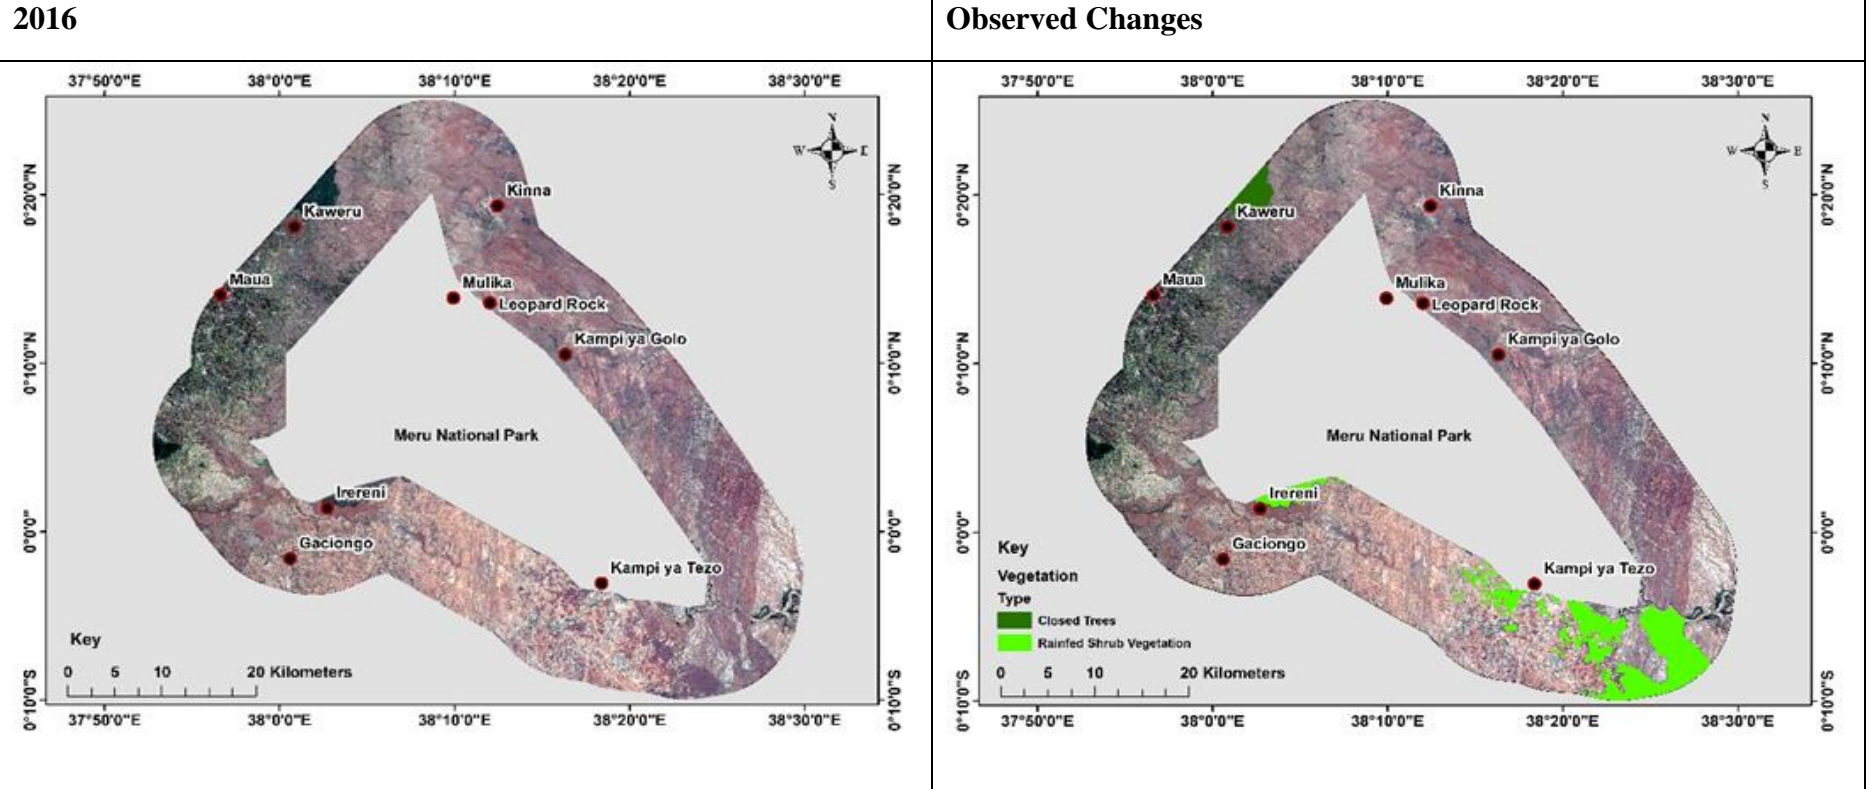 2016
Observed Changes
37°50'0"E 38°0'0"E 38°10'0"E 38°20'0"E 38°30'0"E
0°20'0"N
0°10'0"N
0°0'0"
0°10'0"S
N
W E
S
Kinna
Kaweru
Maua
Mulika
Leopard Rock
Kampi ya Golo
Meru National Park
Irereni
Gaciongo
Kampi ya Tezo
Key
0 5 10 20 Kilometers
0°20'0"N
0°10'0"N
0°0'0"
0°10'0"S
37°50'0"E 38°0'0"E 38°10'0"E 38°20'0"E 38°30'0"E
37°50'0"E 38°0'0"E 38°10'0"E 38°20'0"E 38°30'0"E
0°20'0"N
0°10'0"N
0°0'0"
0°10'0"S
N
W E
S
Kinna
Kaweru
Maua
Mulika
Leopard Rock
Kampi ya Golo
Meru National Park
Irereni
Gaciongo
Kampi ya Tezo
Key
Vegetation
Type
Closed Trees
Rainfed Shrub Vegetation
0 5 10 20 Kilometers
0°20'0"N
0°10'0"N
0°0'0"
0°10'0"S
37°50'0"E 38°0'0"E 38°10'0"E 38°20'0"E 38°30'0"E